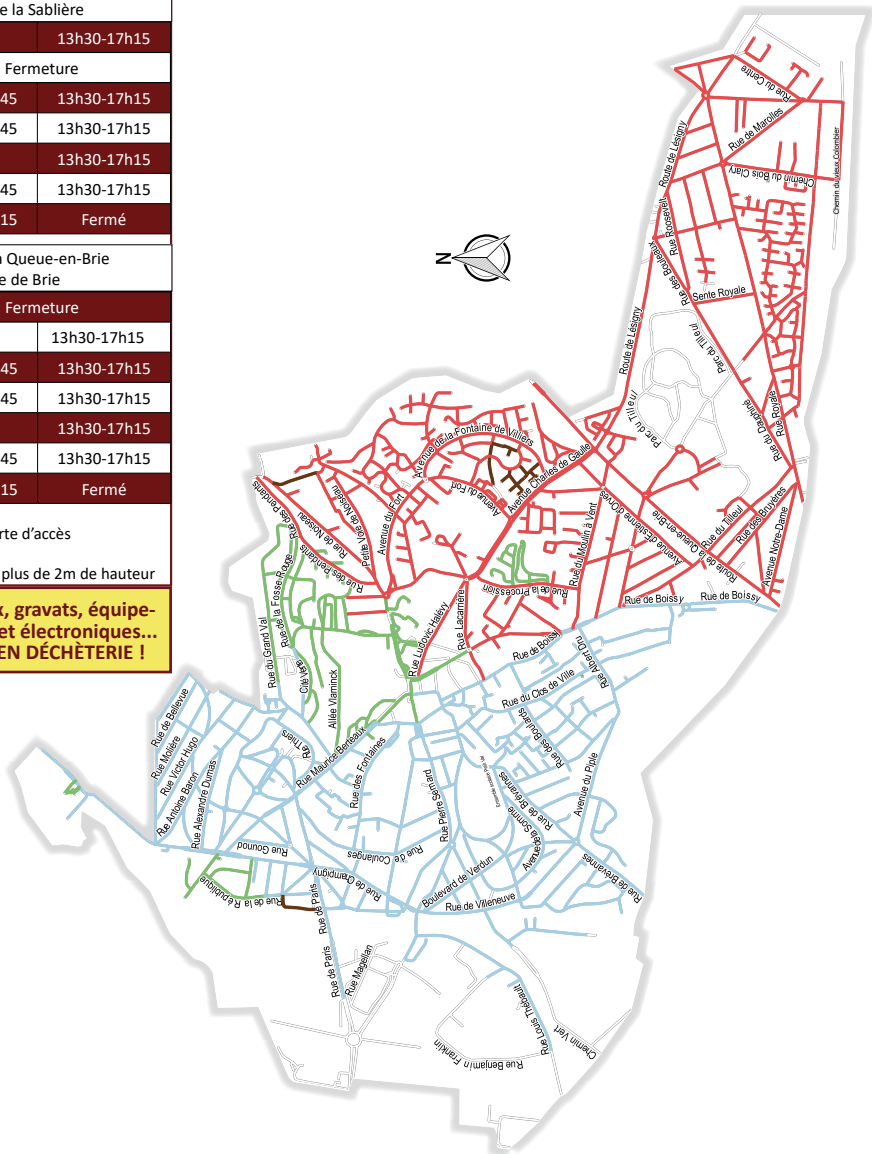 e la Sablière
13h30-17h15
Fermeture
45 13h30-17h15
45 13h30-17h15
13h30-17h15
45 13h30-17h15
15 Fermé
a Queue-en-Brie
e de Brie
Fermeture
13h30-17h15
45 13h30-17h15
45 13h30-17h15
13h30-17h15
45 13h30-17h15
15 Fermé
rte d’accès
plus de 2m de hauteur
x, gravats, équipe-
et électroniques...
EN DÉCHÈTERIE !
N
Rue du Centre
Rue de Marolles
Route de Lésigny
Chemin du Bois Clary
Chemin du vieux Colombier
Rue Roosevelt
Rue des Bouleaux
Sente Royale
Route de Lésigny
Parc du Tilleul
Parc du Tilleul
Rue du Dauphiné
Rue Royale
Avenue de la Fontaine de Villiers
Avenue du Fort
Avenue Charles de Gaulle
Rue des Pendants
Rue de Noiseau
Petite Voie de Noiseau
Avenue du Fort
Rue des Pendants
Rue du Moulin à Vent
Avenue d'Estienne d'Orves
Route de la Queue-en-Brie
Rue du Tilleul
Rue des Bruyères
Avenue Notre-Dame
Rue de la Procession
Rue de Boissy
Rue de Boissy
Rue de Boissy
Rue du Grand Val
Rue de la Fosse Rouge
Cité Verte
Allée Vlaminck
Rue Ludovic Halévy
Rue Lacarrière
Rue Albert Dru
Rue du Clos de Ville
Rue des Boulards
Rue de Bellevue
Rue Molière
Rue Victor Hugo
Rue Antoine Baron
Rue Alexandre Dumas
Rue Thiers
Rue Maurice Berteaux
Rue des Fontaines
Rue Pierre Semard
Rue de Brévannes
Avenue de la Somme
Avenue du Piple
Rue de Brévannes
Rue Gounod
Rue de Coulanges
Rue de Champigny
Boulevard de Verdun
Rue de Villeneuve
Rue de la République
Rue de Paris
Rue de Paris
Rue Magellan
Rue Louis Thébault
Rue Benjamin Franklin
Chemin Vert